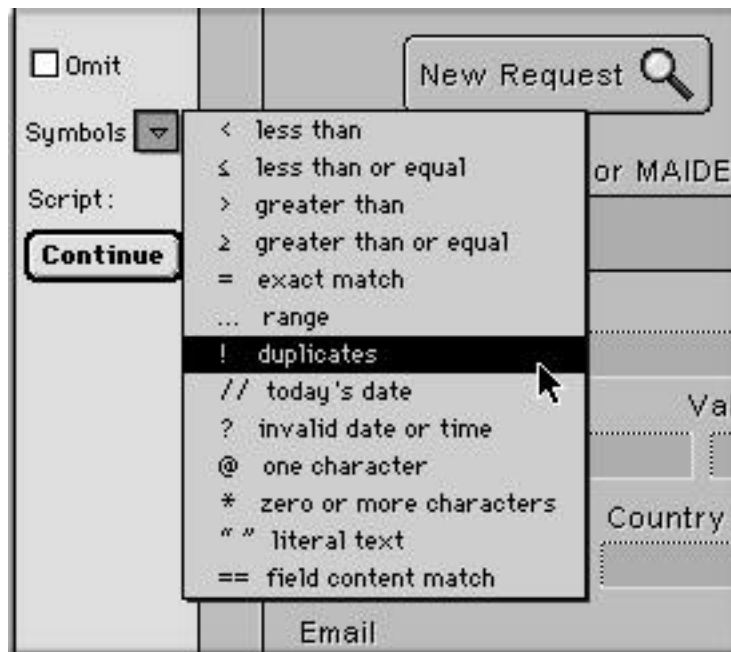 Omit
New Request
Symbols
< less than
≤ less than or equal
or MAIDE
Script:
> greater than
≥ greater than or equal
Continue
= exact match
... range
! duplicates
// today's date
Val
? invalid date or time
@ one character
* zero or more characters
Country
" " literal text
== field content match
Email